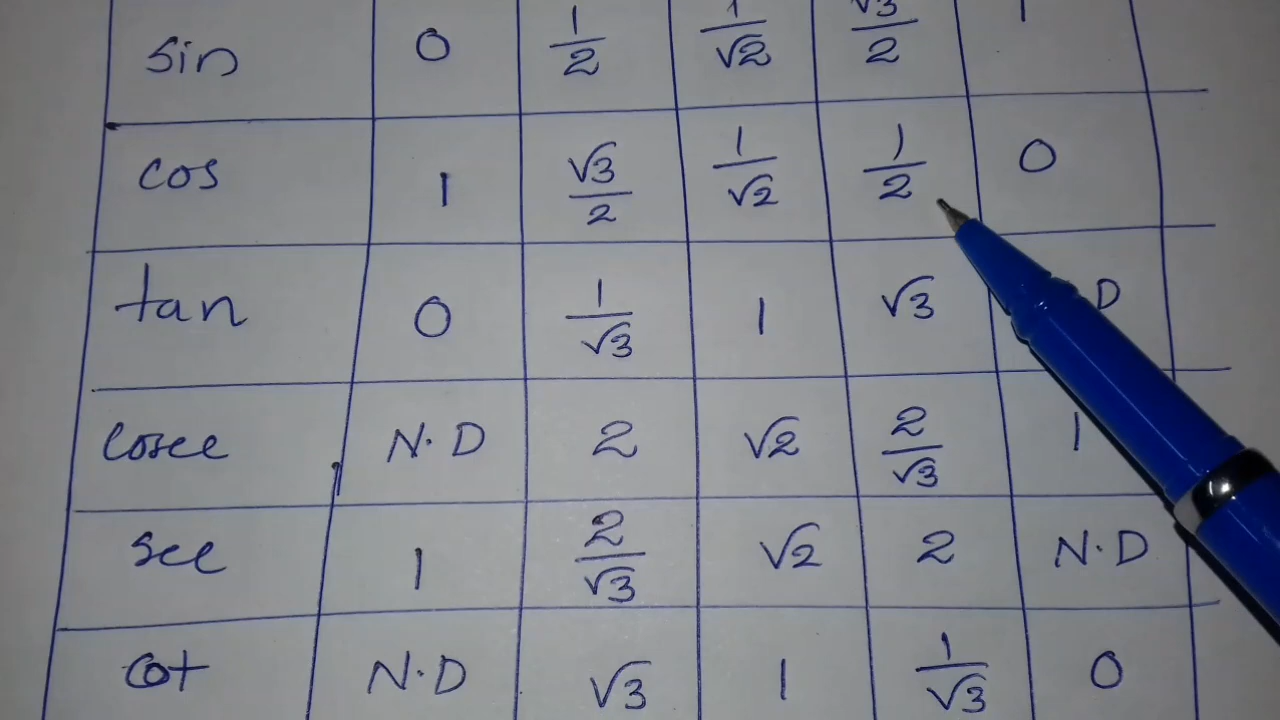 sin 0 1/2 1/√2 √3/2 1
cos 1 √3/2 1/√2 1/2 0
tan 0 1/√3 1 √3 D
cosec N.D 2 √2 2/√3 1
sec 1 2/√3 √2 2 N.D
cot N.D √3 1 1/√3 0